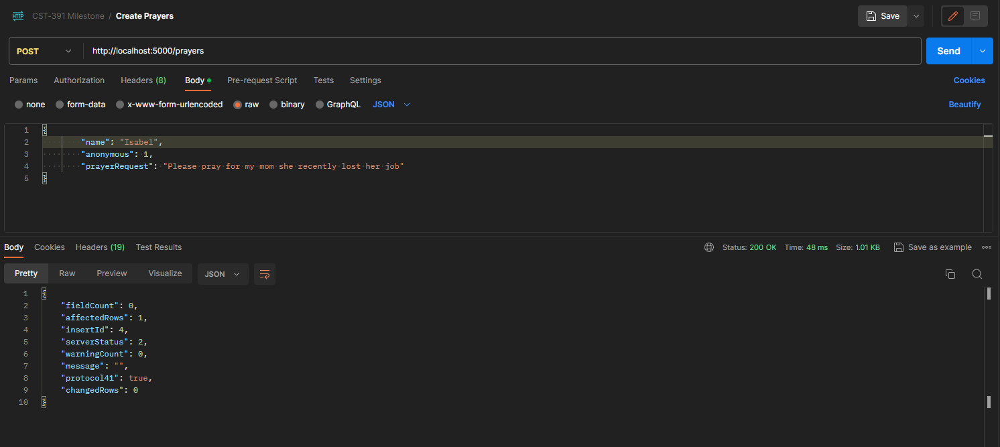 HTTP CST-391 Milestone / Create Prayers Save
POST http://localhost:5000/prayers Send
Params Authorization Headers (8) Body Pre-request Script Tests Settings Cookies
none form-data x-www-form-urlencoded raw binary GraphQL JSON Beautify
1 {
2 "name": "Isabel",
3 "anonymous": 1,
4 "prayerRequest": "Please pray for my mom she recently lost her job"
5 }
Body Cookies Headers (19) Test Results Status: 200 OK Time: 48 ms Size: 1.01 KB Save as example
Pretty Raw Preview Visualize JSON
1 {
2 "fieldCount": 0,
3 "affectedRows": 1,
4 "insertId": 4,
5 "serverStatus": 2,
6 "warningCount": 0,
7 "message": "",
8 "protocol41": true,
9 "changedRows": 0
10 }